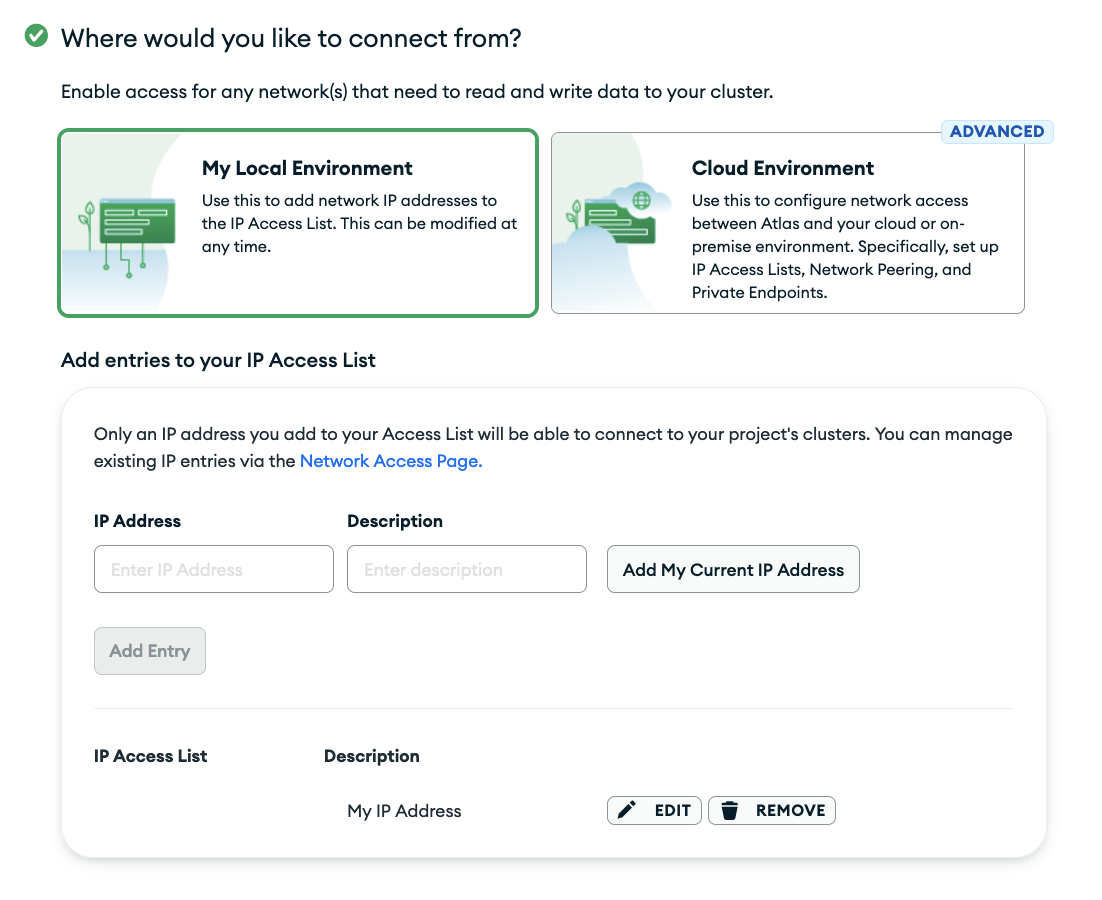 Where would you like to connect from?
Enable access for any network(s) that need to read and write data to your cluster.
ADVANCED
My Local Environment
Use this to add network IP addresses to
the IP Access List. This can be modified at
any time.
Cloud Environment
Use this to configure network access
between Atlas and your cloud or on-
premise environment. Specifically, set up
IP Access Lists, Network Peering, and
Private Endpoints.
Add entries to your IP Access List
Only an IP address you add to your Access List will be able to connect to your project's clusters. You can manage
existing IP entries via the Network Access Page.
IP Address Description
Enter IP Address Enter description Add My Current IP Address
Add Entry
IP Access List Description
My IP Address EDIT REMOVE